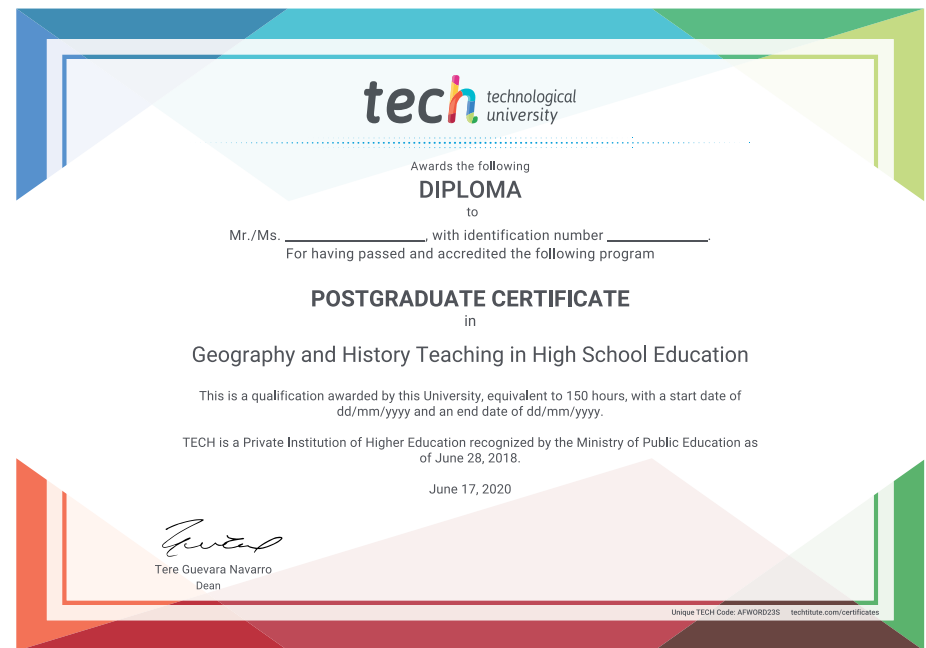 tech technological
university
Awards the following
DIPLOMA
to
Mr./Ms. ____________, with identification number _________.
For having passed and accredited the following program
POSTGRADUATE CERTIFICATE
in
Geography and History Teaching in High School Education
This is a qualification awarded by this University, equivalent to 150 hours, with a start date of
dd/mm/yyyy and an end date of dd/mm/yyyy.
TECH is a Private Institution of Higher Education recognized by the Ministry of Public Education as
of June 28, 2018.
June 17, 2020
Tere Guevara Navarro
Dean
Unique TECH Code: AFWORD23S techtitute.com/certificates